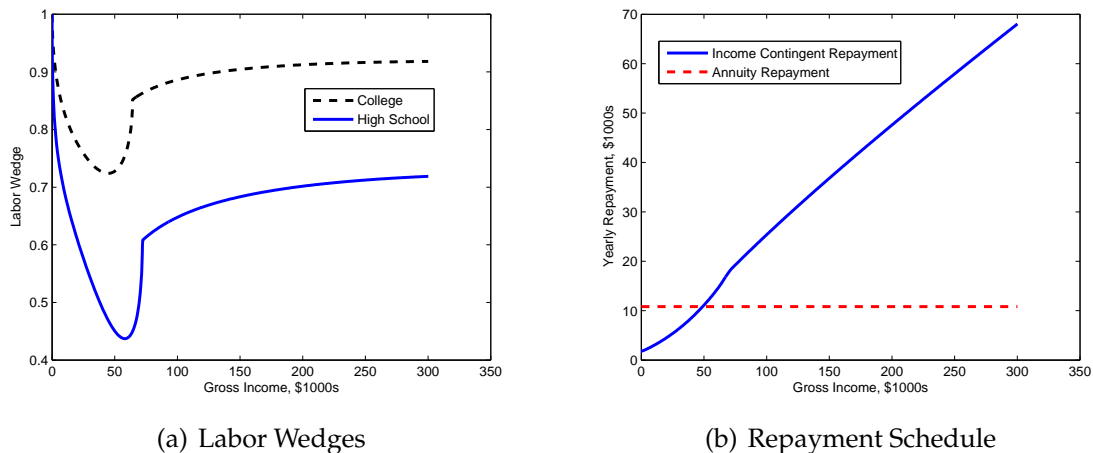 1
0.9
0.8
0.7
0.6
0.5
0.4
Labor Wedge
College
High School
0 50 100 150 200 250 300 350
Gross Income, $1000s
(a) Labor Wedges
70
60
50
40
30
20
10
0
Yearly Repayment, $1000s
Income Contingent Repayment
Annuity Repayment
0 50 100 150 200 250 300 350
Gross Income, $1000s
(b) Repayment Schedule